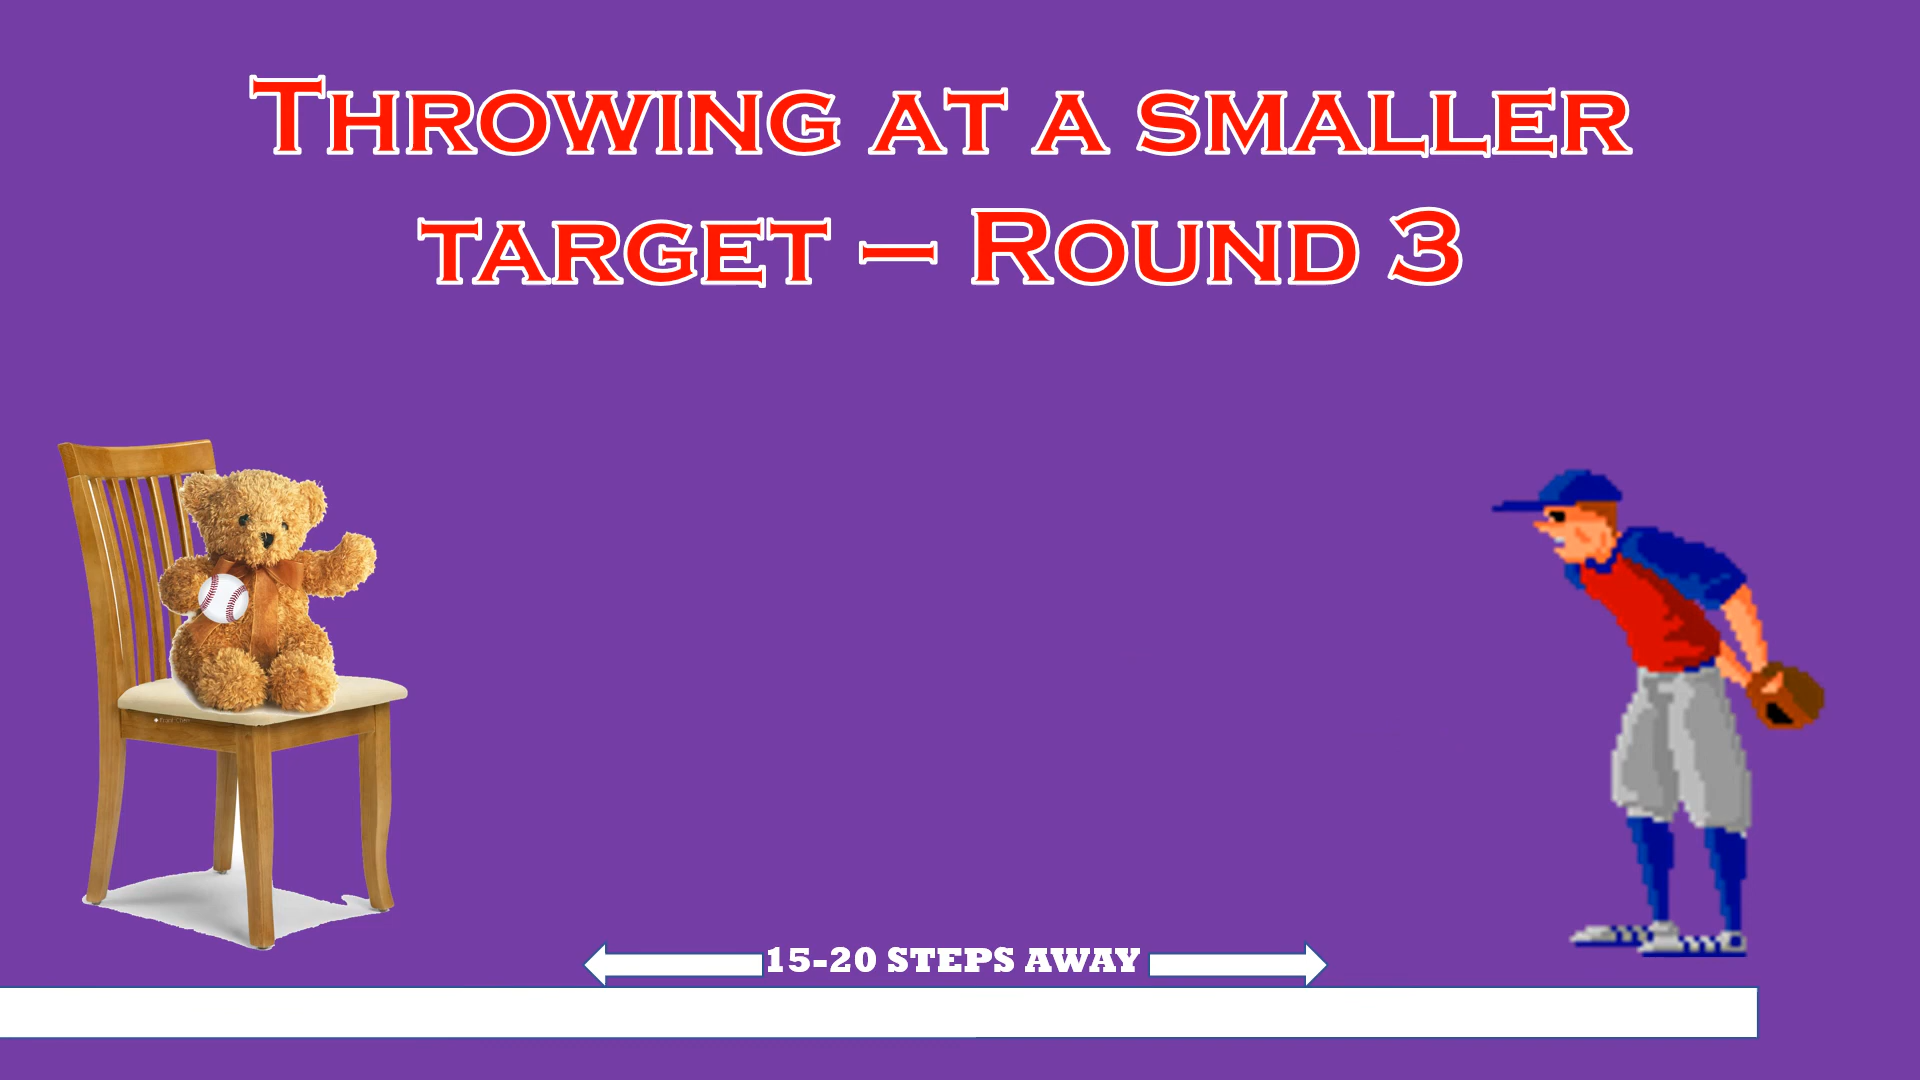 Throwing at a smaller
target – Round 3
15-20 STEPS AWAY